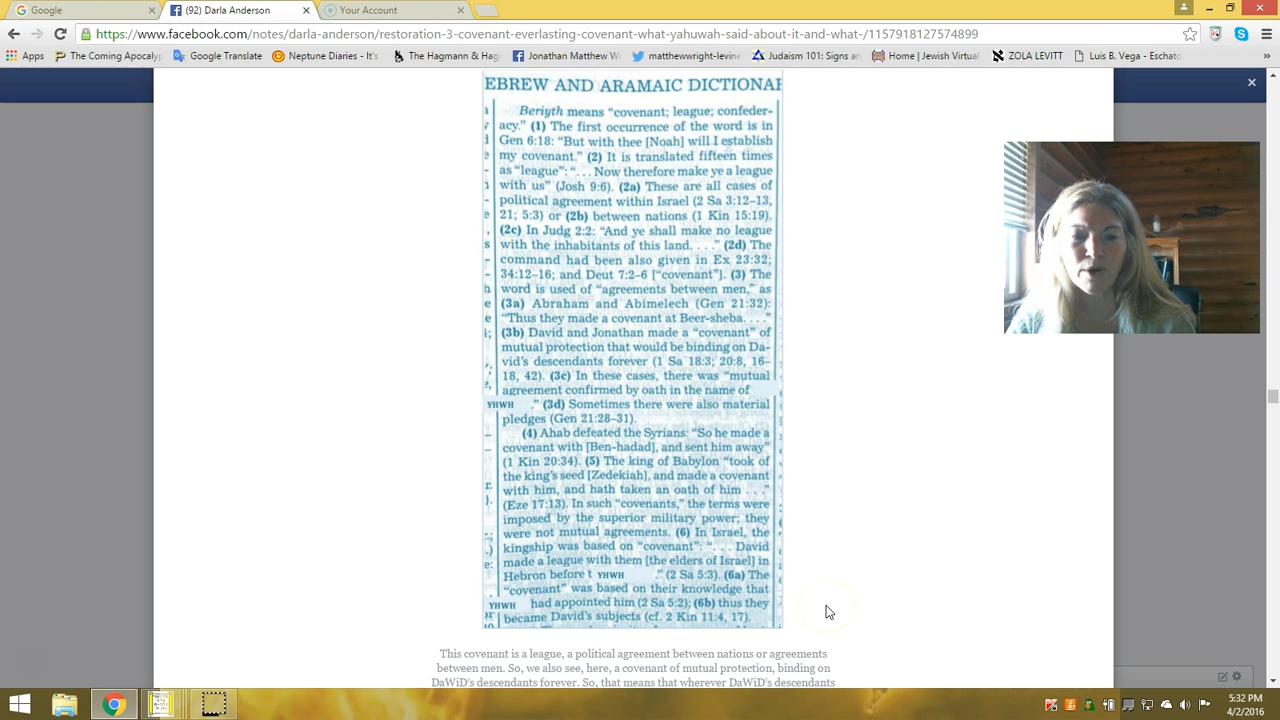 Google
(92) Darla Anderson
Your Account
https://www.facebook.com/notes/darla-anderson/restoration-3-covenant-everlasting-covenant-what-yahuwah-said-about-it-and-what-/1157918127574899
Apps The Coming Apocalyp Google Translate Neptune Diaries - It's The Hagmann & Hag Jonathan Matthew W matthewwright-levine Judaism 101: Signs an Home | Jewish Virtual ZOLA LEVITT Luis B. Vega - Eschato
EBREW AND ARAMAIC DICTIONA
Beriyth means “covenant; league; confeder-
acy.” (1) The first occurrence of the word is in
Gen 6:18: “But with thee [Noah] will I establish
my covenant.” (2) It is translated fifteen times
as “league”: “. . . Now therefore make ye a league
with us” (Josh 9:6). (2a) These are all cases of
political agreement within Israel (2 Sa 3:12–13,
21; 5:3) or (2b) between nations (1 Kin 15:19).
(2c) In Judg 2:2: “And ye shall make no league
with the inhabitants of this land. . . .” (2d) The
command had been also given in Ex 23:32;
34:12–16; and Deut 7:2–6 [“covenant”]. (3) The
word is used of “agreements between men,” as
(3a) Abraham and Abimelech (Gen 21:32):
“Thus they made a covenant at Beer-sheba. . . .”
(3b) David and Jonathan made a “covenant” of
mutual protection that would be binding on Da-
vid’s descendants forever (1 Sa 18:3; 20:8, 16–
18, 42). (3c) In these cases, there was “mutual
agreement confirmed by oath in the name of
YHWH .” (3d) Sometimes there were also material
pledges (Gen 21:28–31).
(4) Ahab defeated the Syrians: “So he made a
covenant with [Ben-hadad], and sent him away”
(1 Kin 20:34). (5) The king of Babylon “took of
the king’s seed [Zedekiah], and made a covenant
with him, and hath taken an oath of him . . .”
(Eze 17:13). In such “covenants,” the terms were
imposed by the superior military power; they
were not mutual agreements. (6) In Israel, the
kingship was based on “covenant”: “. . . David
made a league with them [the elders of Israel] in
Hebron before t YHWH .” (2 Sa 5:3). (6a) The
“covenant” was based on their knowledge that
YHWH had appointed him (2 Sa 5:2); (6b) thus they
became David’s subjects (cf. 2 Kin 11:4, 17).
This covenant is a league, a political agreement between nations or agreements
between men. So, we also see, here, a covenant of mutual protection, binding on
DaWiD's descendants forever. So, that means that wherever DaWiD's descendants
5:32 PM
4/2/2016